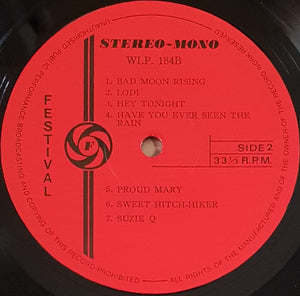 STEREO~MONO
WLP. 184B
1. BAD MOON RISING
2. LODI
3. HEY TONIGHT
4. HAVE YOU EVER SEEN THE
RAIN
FESTIVAL
F
SIDE 2
33⅓ R.P.M.
5. PROUD MARY
6. SWEET HITCH-HIKER
7. SUZIE Q
UNAUTHORISED PUBLIC PERFORMANCE BROADCASTING AND COPYING OF THIS RECORD PROHIBITED — ALL RIGHTS OF THE MANUFACTURER AND OF THE OWNER OF THE RECORDED WORK RESERVED